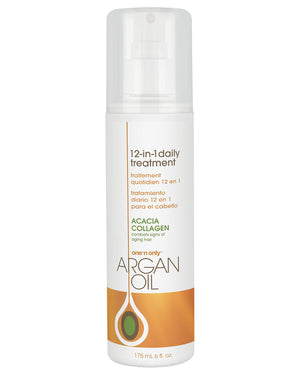 12-in-1 daily
treatment
traitement
quotidien 12 en 1
tratamiento
diario 12 en 1
para el cabello
ACACIA
COLLAGEN
combats signs of
aging hair
one 'n only®
ARGAN
OIL
175 mL 6 fl. oz.